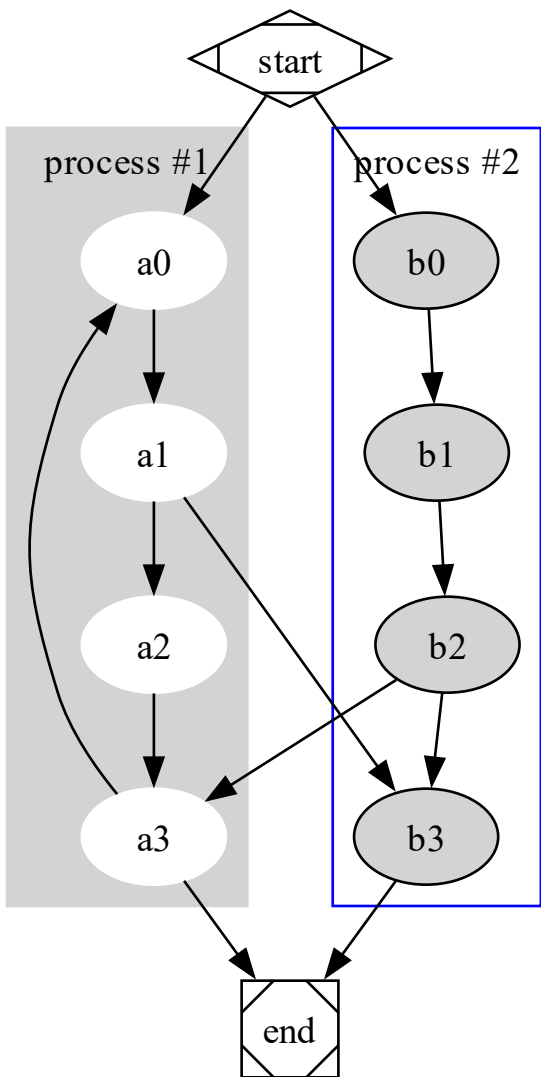 start
process #1
process #2
a0
b0
a1
b1
a2
b2
a3
b3
end